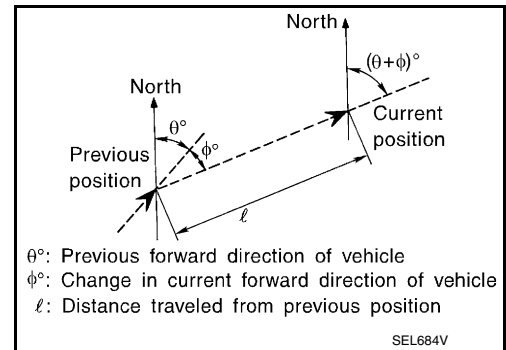 North
(θ+ϕ)°
North
θ°
ϕ°
Current
position
Previous
position
ℓ
θ°: Previous forward direction of vehicle
ϕ°: Change in current forward direction of vehicle
ℓ: Distance traveled from previous position
SEL684V